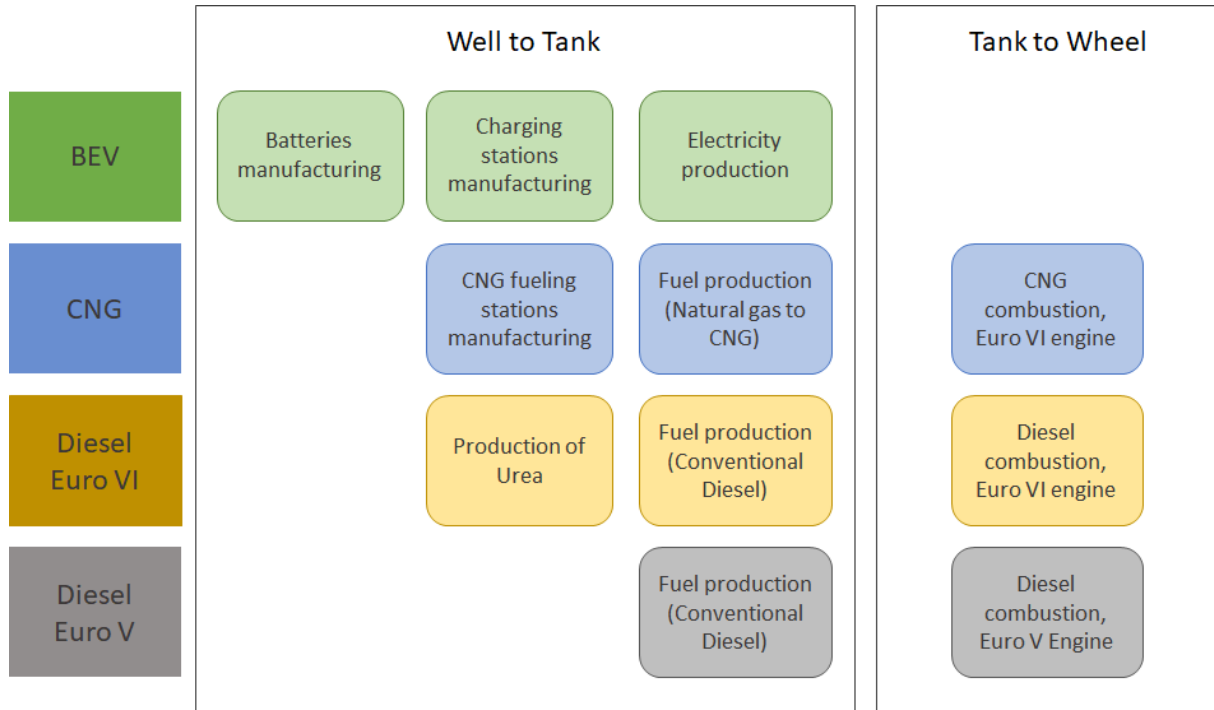 Well to Tank
Tank to Wheel
BEV
Batteries
manufacturing
Charging
stations
manufacturing
Electricity
production
CNG
CNG fueling
stations
manufacturing
Fuel production
(Natural gas to
CNG)
CNG
combustion,
Euro VI engine
Diesel
Euro VI
Production of
Urea
Fuel production
(Conventional
Diesel)
Diesel
combustion,
Euro VI engine
Diesel
Euro V
Fuel production
(Conventional
Diesel)
Diesel
combustion,
Euro V Engine